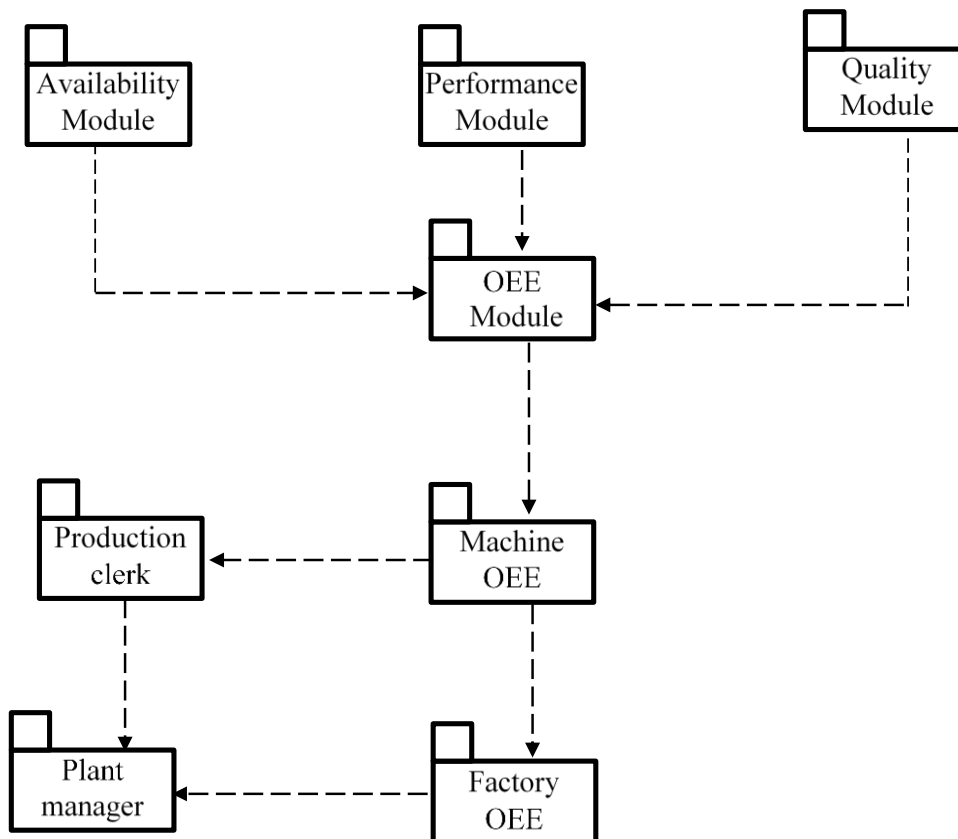 Availability
Module
Performance
Module
Quality
Module
OEE
Module
Production
clerk
Machine
OEE
Plant
manager
Factory
OEE